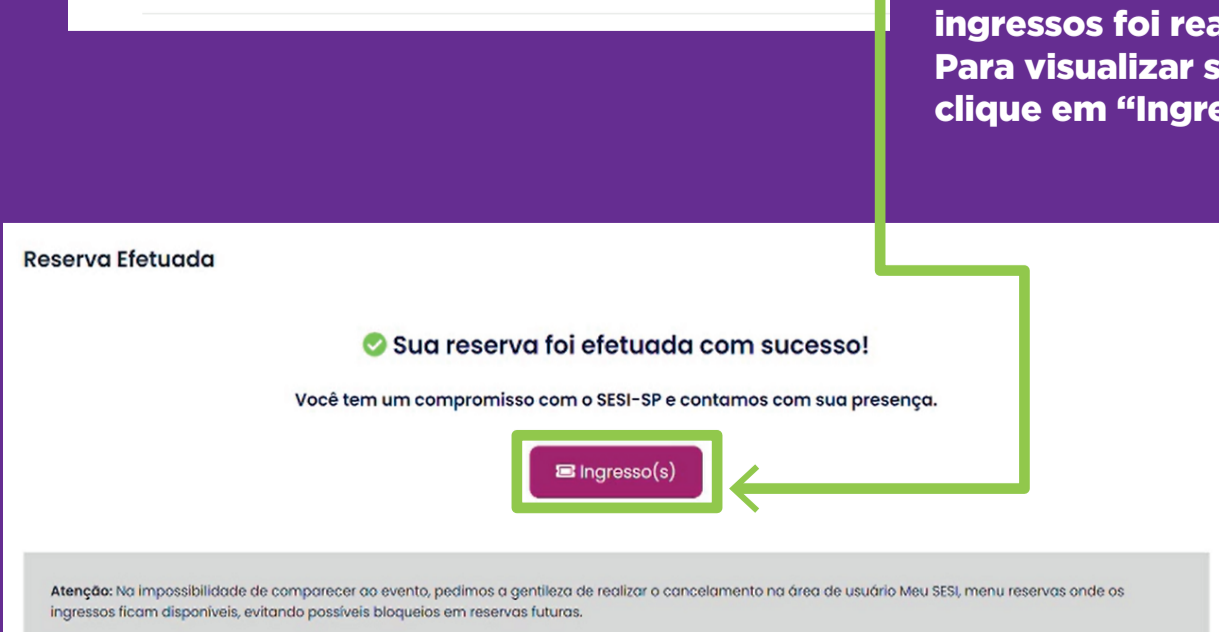 ingressos foi
Para visualizar
clique em
Reserva Efetuada
Sua reserva foi efetuada com sucesso!
Você tem um compromisso com o SESI-SP e contamos com sua presença.
Ingresso(s)
Atenção: Na impossibilidade de comparecer ao evento, pedimos a gentileza de realizar o cancelamento na área de usuário Meu SESI, menu reservas onde os
ingressos ficam disponíveis, evitando possíveis bloqueios em reservas futuras.